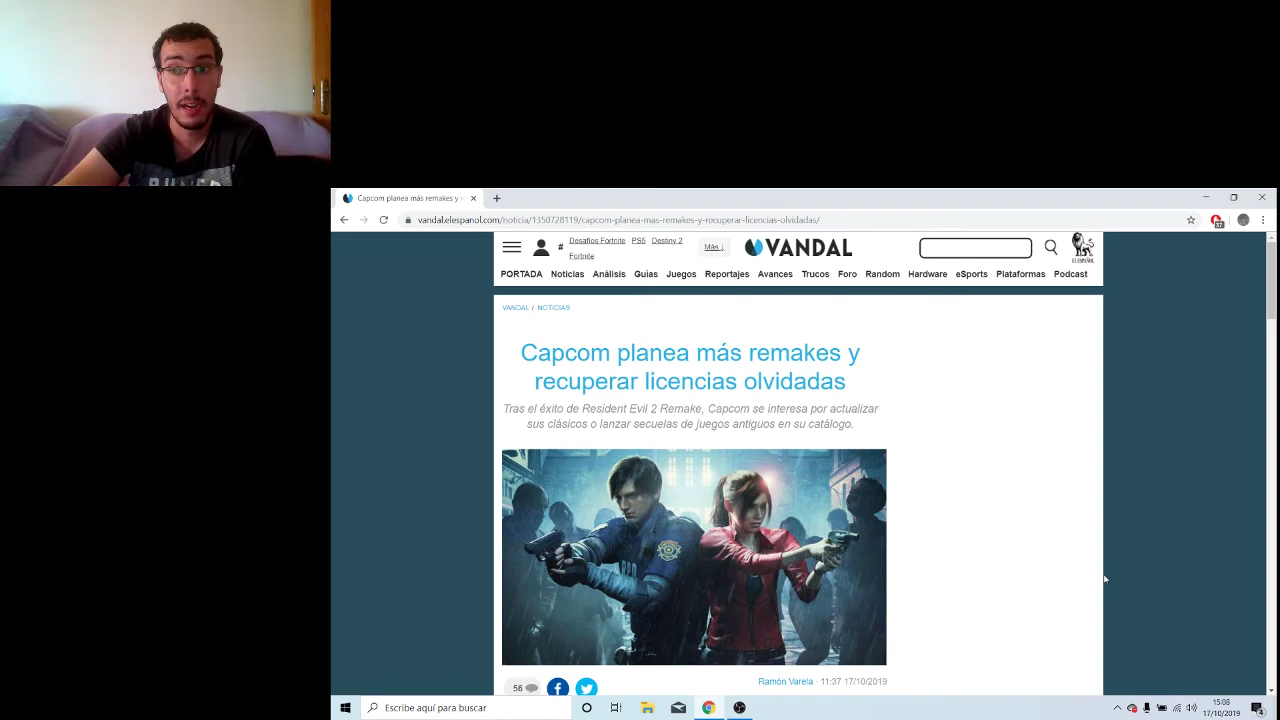 Capcom planea más remakes y r
vandal.elespanol.com/noticia/1350728119/capcom-planea-mas-remakes-y-recuperar-licencias-olvidadas/
37
# Desafíos Fortnite PS5 Destiny 2
Fortnite
Más ↓
VANDAL
EL ESPAÑOL
PORTADA Noticias Análisis Guías Juegos Reportajes Avances Trucos Foro Random Hardware eSports Plataformas Podcast
VANDAL / NOTICIAS
Capcom planea más remakes y
recuperar licencias olvidadas
Tras el éxito de Resident Evil 2 Remake, Capcom se interesa por actualizar
sus clásicos o lanzar secuelas de juegos antiguos en su catálogo.
56
Ramón Varela · 11:37 17/10/2019
Escribe aquí para buscar
15:08
17/10/2019
4